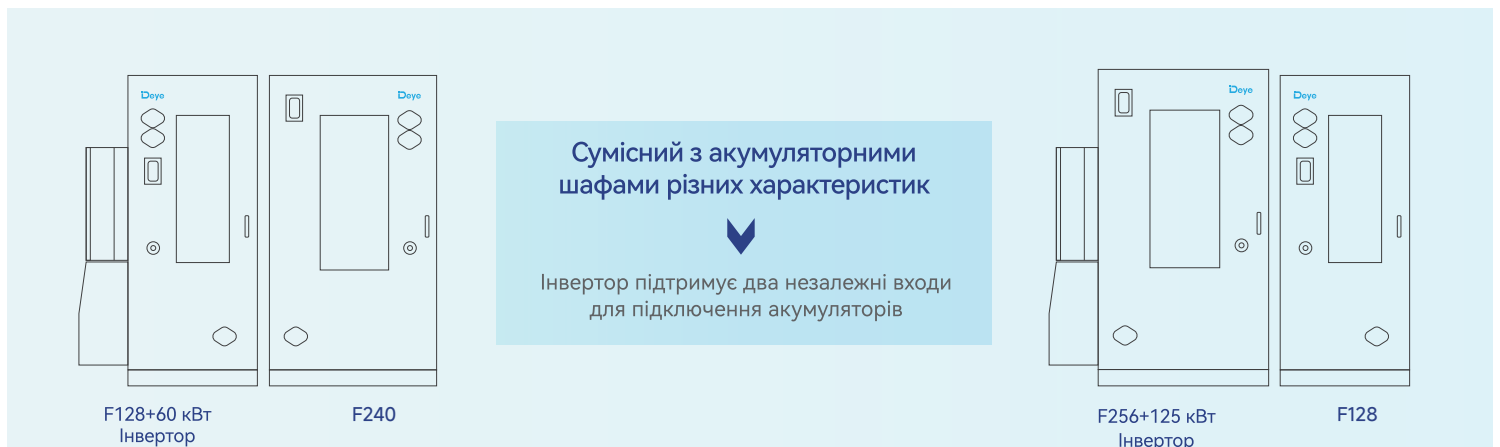 Deye
Deye
Сумісний з акумуляторними
шафами різних характеристик
Інвертор підтримує два незалежні входи
для підключення акумуляторів
Deye
Deye
F128+60 кВт
Інвертор
F240
F256+125 кВт
Інвертор
F128